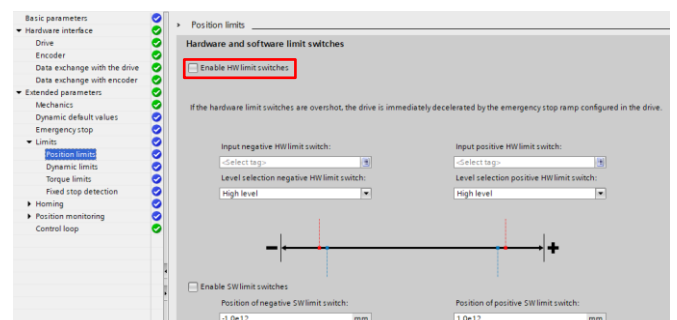 Basic parameters
Hardware interface
Drive
Encoder
Data exchange with the drive
Data exchange with encoder
Extended parameters
Mechanics
Dynamic default values
Emergency stop
Limits
Position limits
Dynamic limits
Torque limits
Fixed stop detection
Homing
Position monitoring
Control loop
Position limits
Hardware and software limit switches
Enable HW limit switches
If the hardware limit switches are overshot, the drive is immediately decelerated by the emergency stop ramp configured in the drive.
Input negative HW limit switch: Input positive HW limit switch:
<Select tag> <Select tag>
Level selection negative HW limit switch: Level selection positive HW limit switch:
High level High level
− +
Enable SW limit switches
Position of negative SW limit switch: Position of positive SW limit switch:
-1.0e12 mm 1.0e12 mm